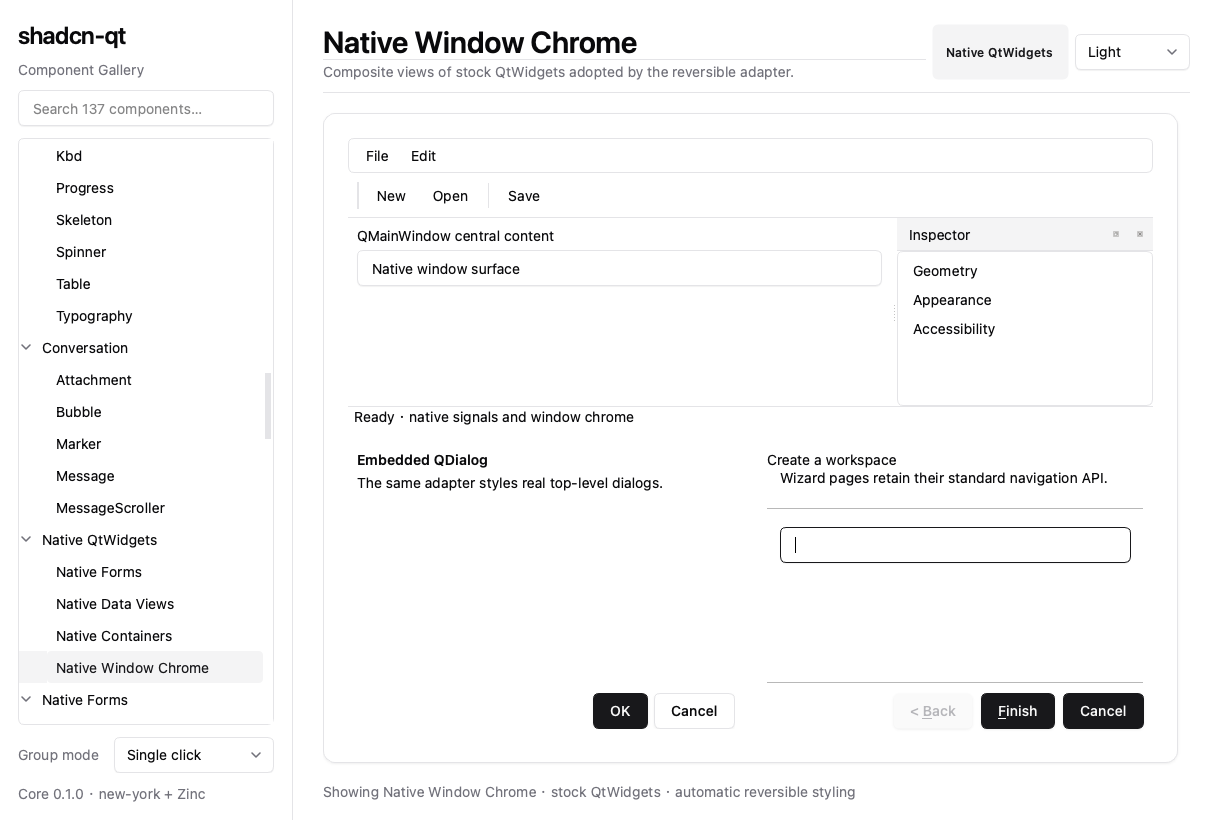 shadcn-qt
Component Gallery
Search 137 components...
Kbd
Progress
Skeleton
Spinner
Table
Typography
Conversation
Attachment
Bubble
Marker
Message
MessageScroller
Native QtWidgets
Native Forms
Native Data Views
Native Containers
Native Window Chrome
Native Forms
Group mode
Single click
Core 0.1.0 · new-york + Zinc
Native Window Chrome
Composite views of stock QtWidgets adopted by the reversible adapter.
Native QtWidgets
Light
File Edit
New Open Save
QMainWindow central content
Native window surface
Inspector
Geometry
Appearance
Accessibility
Ready · native signals and window chrome
Embedded QDialog
The same adapter styles real top-level dialogs.
OK Cancel
Create a workspace
Wizard pages retain their standard navigation API.
< Back Finish Cancel
Showing Native Window Chrome · stock QtWidgets · automatic reversible styling